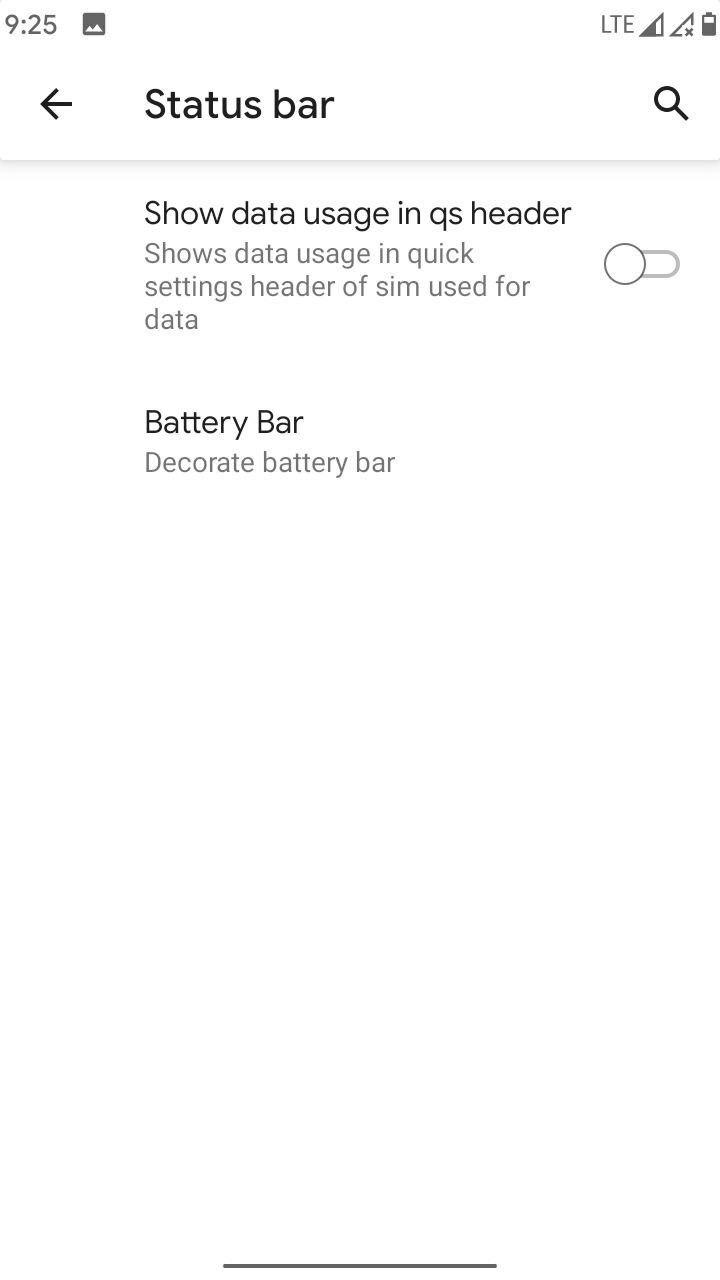 9:25 LTE
Status bar
Show data usage in qs header
Shows data usage in quick
settings header of sim used for
data
Battery Bar
Decorate battery bar